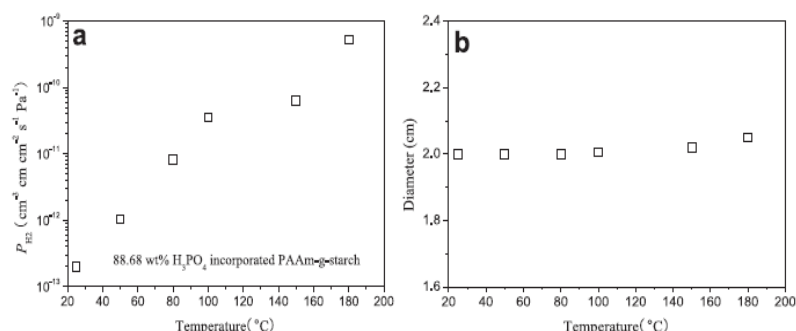 a
10⁻⁹
10⁻¹⁰
10⁻¹¹
10⁻¹²
10⁻¹³
P_H2 ( cm⁻³ cm cm⁻² s⁻¹ Pa⁻¹ )
88.68 wt% H₃PO₄ incorporated PAAm-g-starch
20 40 60 80 100 120 140 160 180 200
Temperature(°C)
b
2.4
2.2
2.0
1.8
1.6
Diameter (cm)
20 40 60 80 100 120 140 160 180 200
Temperature(°C)